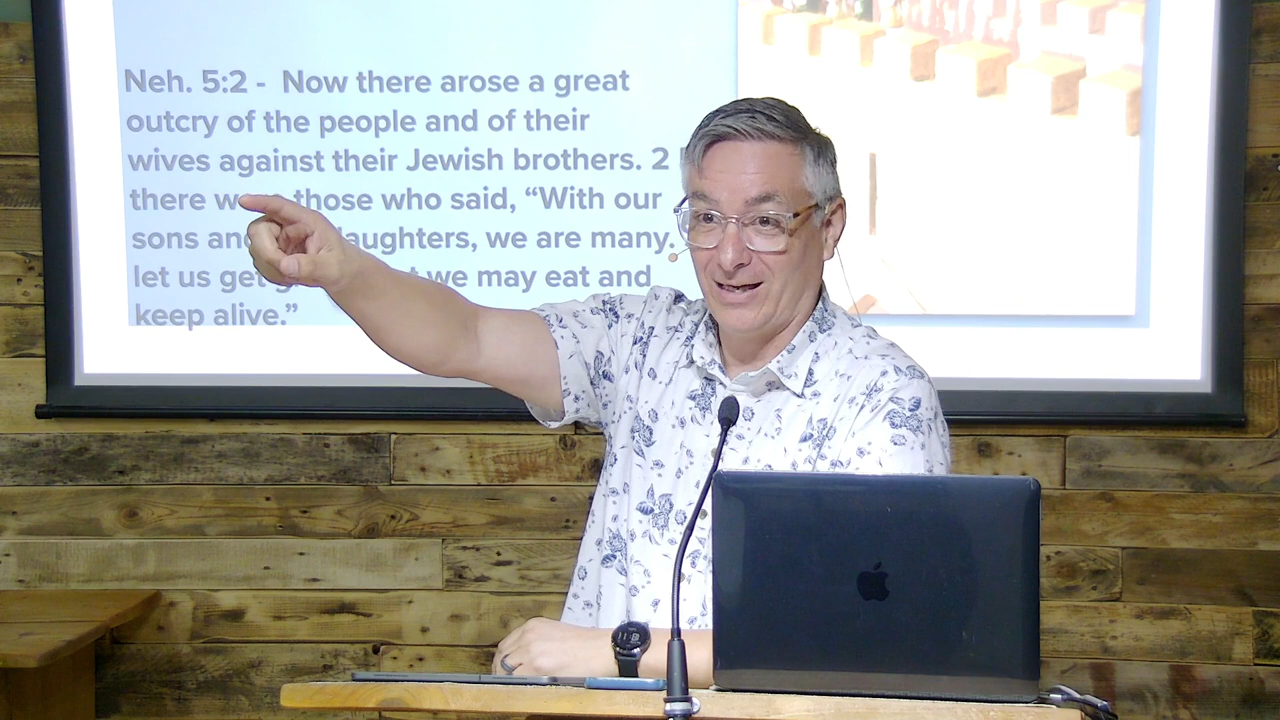 Neh. 5:2 - Now there arose a great
outcry of the people and of their
wives against their Jewish brothers. 2
there those who said, “With our
sons and daughters, we are many.
let us get we may eat and
keep alive.”